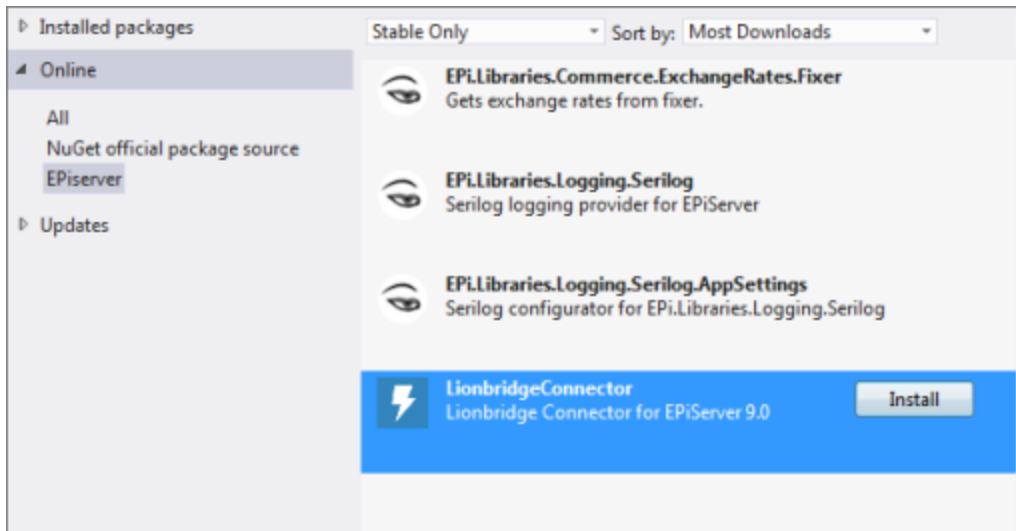 Installed packages
Online
All
NuGet official package source
EPiserver
Updates
Stable Only Sort by: Most Downloads
EPi.Libraries.Commerce.ExchangeRates.Fixer
Gets exchange rates from fixer.
EPi.Libraries.Logging.Serilog
Serilog logging provider for EPiServer
EPi.Libraries.Logging.Serilog.AppSettings
Serilog configurator for EPi.Libraries.Logging.Serilog
LionbridgeConnector
Lionbridge Connector for EPiServer 9.0
Install